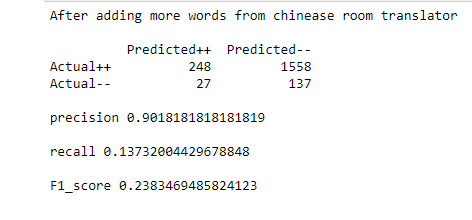 After adding more words from chinease room translator
Predicted++ Predicted--
Actual++ 248 1558
Actual-- 27 137
precision 0.9018181818181819
recall 0.13732004429678848
F1_score 0.2383469485824123